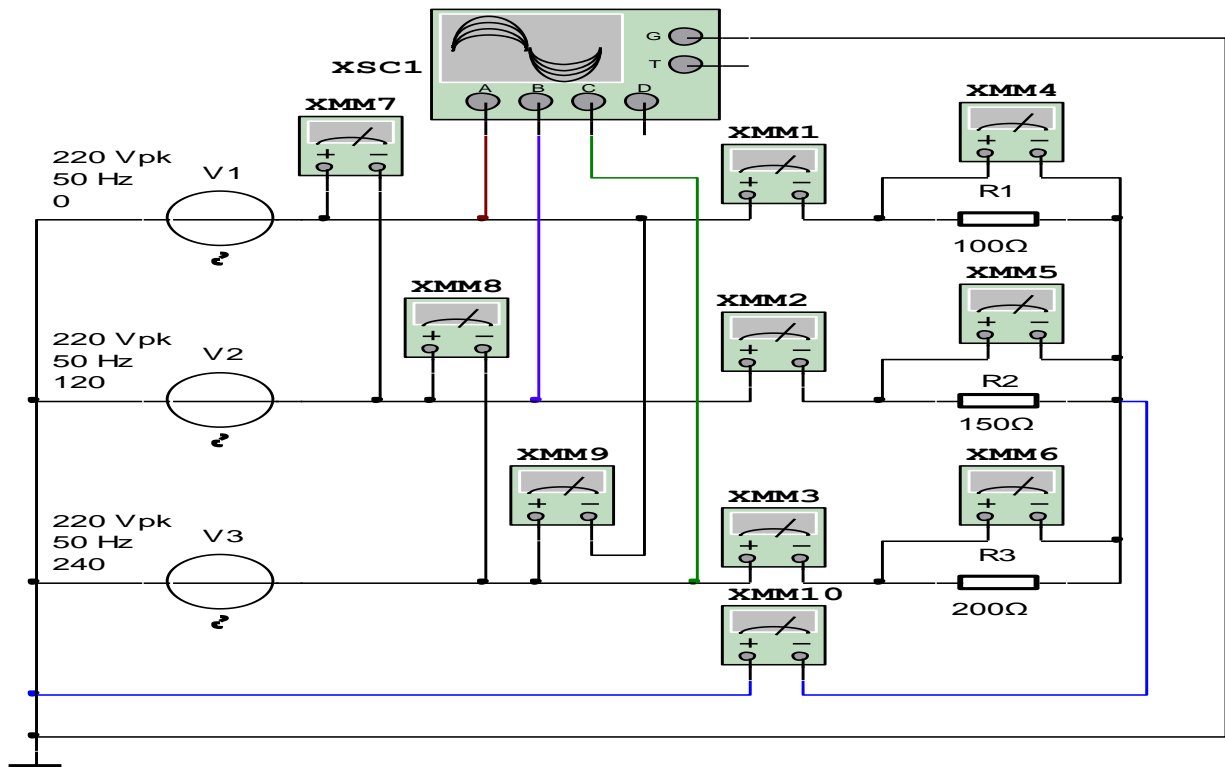 G
XSC1
T
A B C D
XMM7
XMM4
XMM1
220 Vpk
50 Hz
0
V1
R1
100Ω
XMM8
XMM5
XMM2
220 Vpk
50 Hz
120
V2
R2
150Ω
XMM9
XMM6
XMM3
220 Vpk
50 Hz
240
V3
R3
200Ω
XMM10